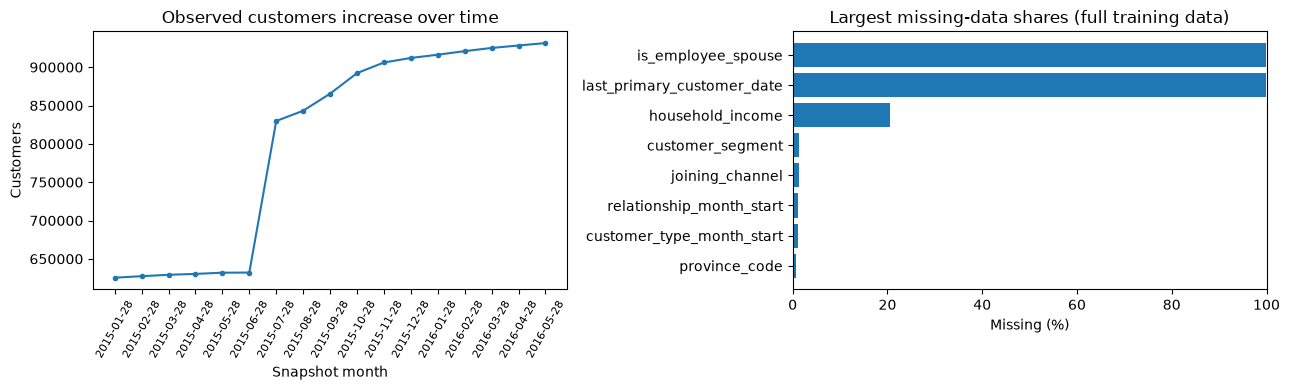 Observed customers increase over time
Customers
900000
850000
800000
750000
700000
650000
2015-01-28
2015-02-28
2015-03-28
2015-04-28
2015-05-28
2015-06-28
2015-07-28
2015-08-28
2015-09-28
2015-10-28
2015-11-28
2015-12-28
2016-01-28
2016-02-28
2016-03-28
2016-04-28
2016-05-28
Snapshot month
Largest missing-data shares (full training data)
is_employee_spouse
last_primary_customer_date
household_income
customer_segment
joining_channel
relationship_month_start
customer_type_month_start
province_code
0 20 40 60 80 100
Missing (%)